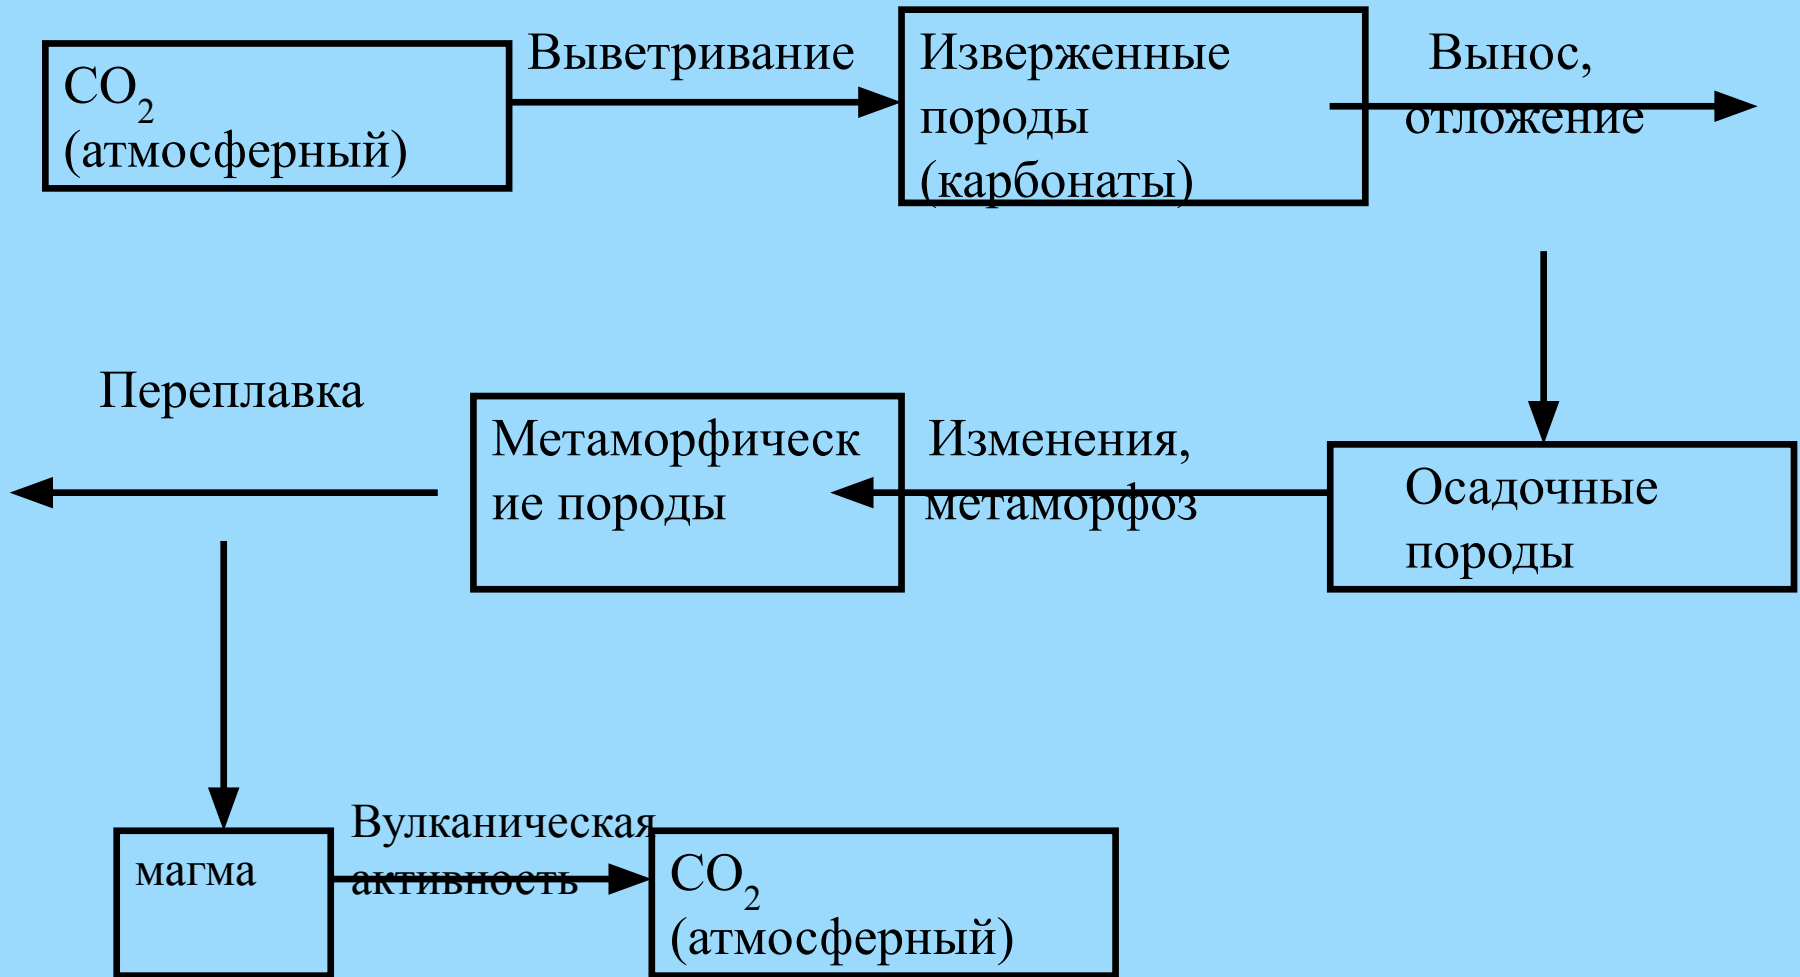 CO₂
(атмосферный)
Выветривание
Изверженные
породы
(карбонаты)
Вынос,
отложение
Переплавка
Метаморфическ
ие породы
Изменения,
метаморфоз
Осадочные
породы
магма
Вулканическая
активность
CO₂
(атмосферный)